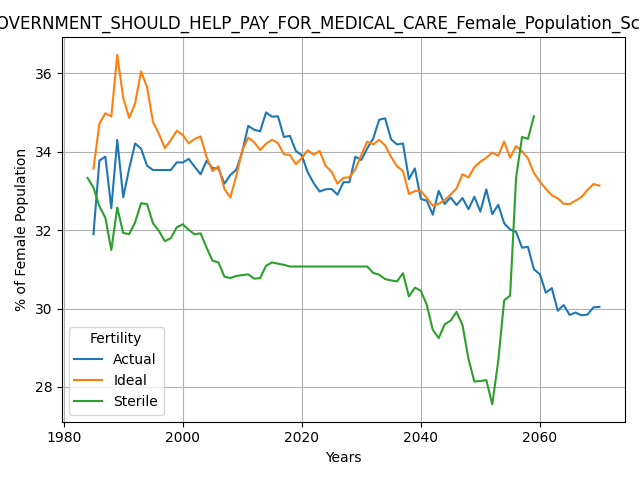 OVERNMENT_SHOULD_HELP_PAY_FOR_MEDICAL_CARE_Female_Population_Sc
36
34
32
30
28
% of Female Population
Fertility
Actual
Ideal
Sterile
1980
2000
2020
2040
2060
Years